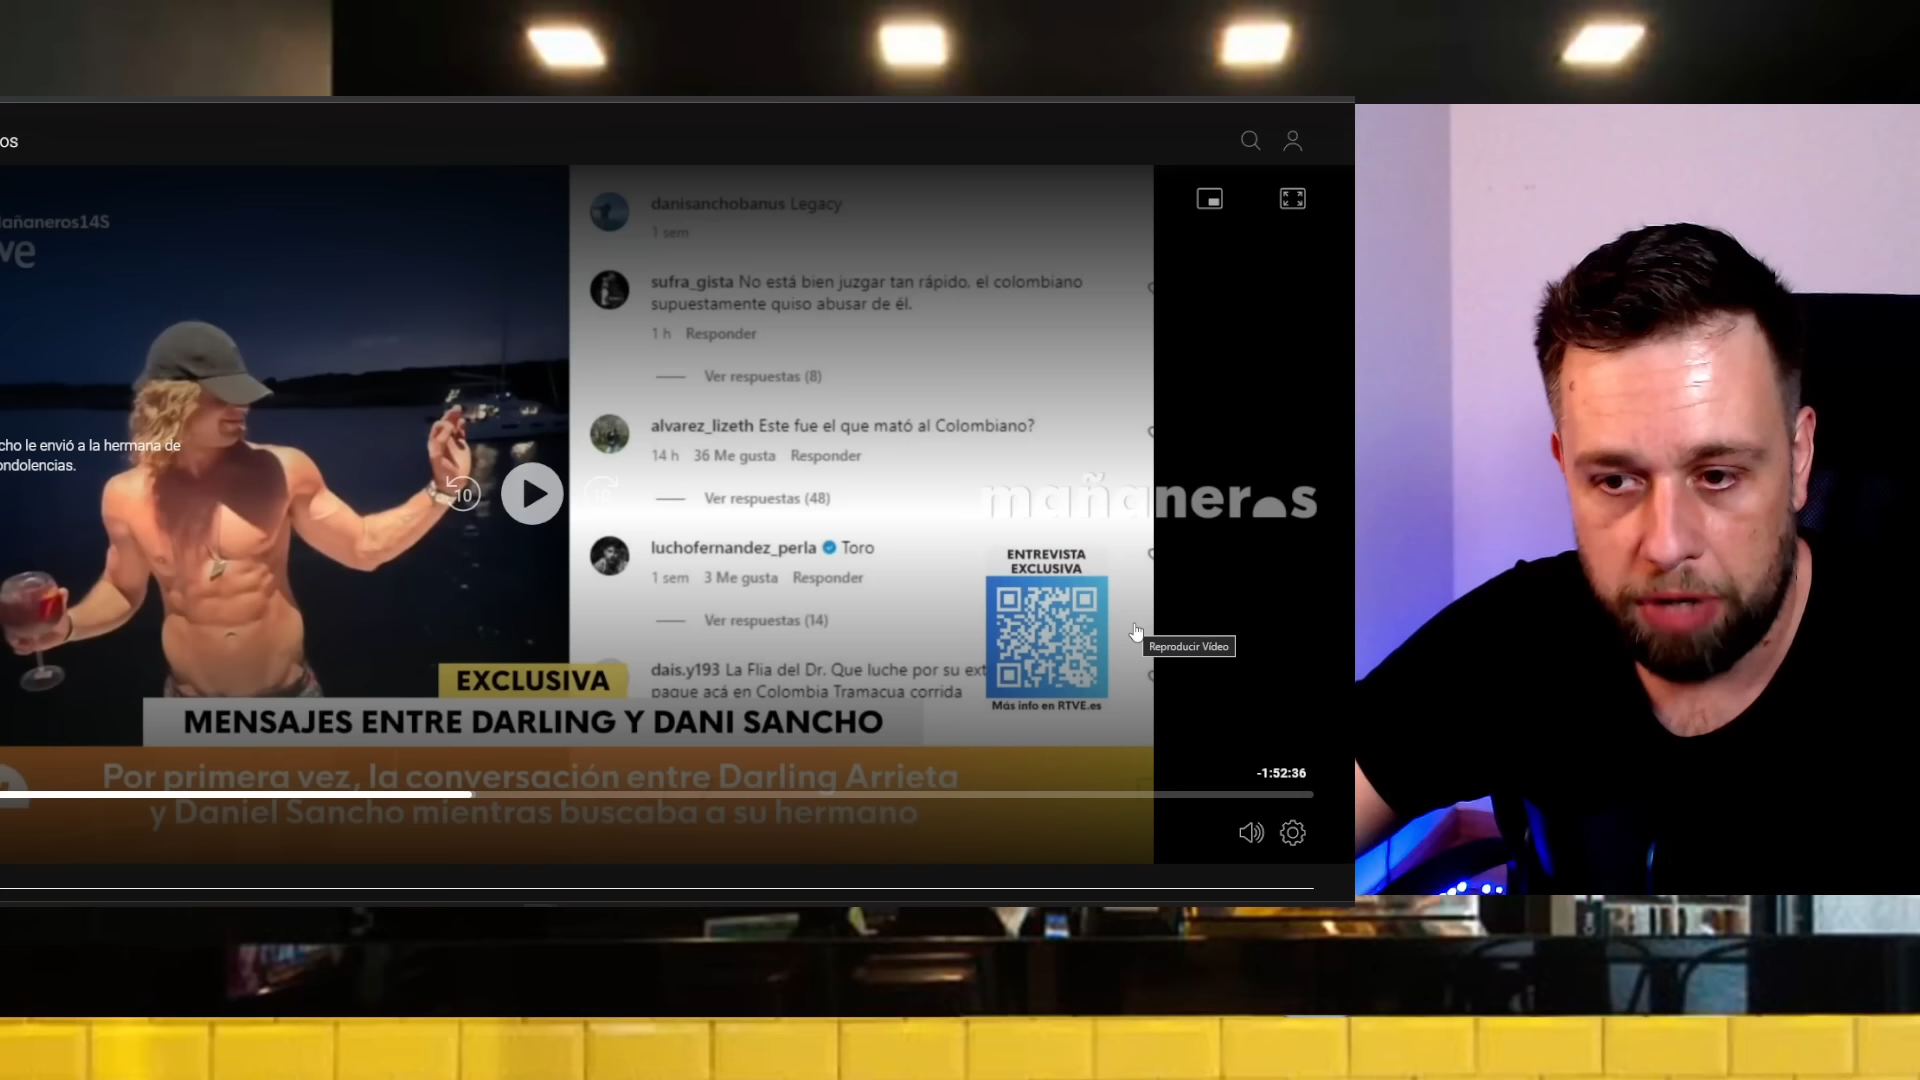 os
añaneros14S
ve
danisanchobanus Legacy
1 sem
sufra_gista No está bien juzgar tan rápido, el colombiano
supuestamente quiso abusar de él.
1 h Responder
Ver respuestas (8)
alvarez_lizeth Este fue el que mató al Colombiano?
14 h 36 Me gusta Responder
Ver respuestas (48)
luchofernandez_perla Toro
1 sem 3 Me gusta Responder
Ver respuestas (14)
dais.y193 La Flia del Dr. Que luche por su ext
pague acá en Colombia Tramacua corrida
cho le envió a la hermana de
ondolencias.
10
10
mañaneros
ENTREVISTA
EXCLUSIVA
Más info en RTVE.es
Reproducir Vídeo
EXCLUSIVA
MENSAJES ENTRE DARLING Y DANI SANCHO
Por primera vez, la conversación entre Darling Arrieta
y Daniel Sancho mientras buscaba a su hermano
-1:52:36